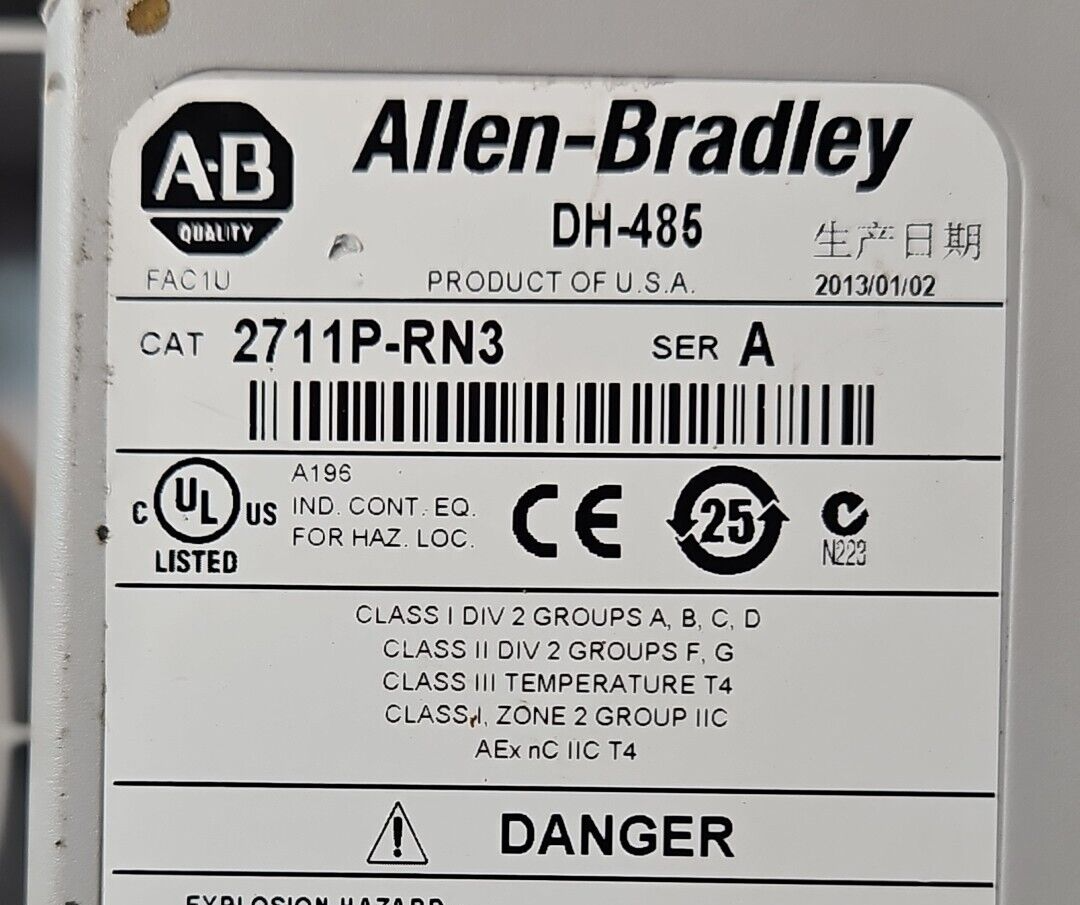 A-B
QUALITY
Allen-Bradley
DH-485
生产日期
FAC1U
PRODUCT OF U.S.A.
2013/01/02
CAT 2711P-RN3 SER A
C UL US
LISTED
A196
IND. CONT. EQ.
FOR HAZ. LOC.
CE
25
N223
CLASS I DIV 2 GROUPS A, B, C, D
CLASS II DIV 2 GROUPS F, G
CLASS III TEMPERATURE T4
CLASS I, ZONE 2 GROUP IIC
AEx nC IIC T4
DANGER
EXPLOSION HAZARD